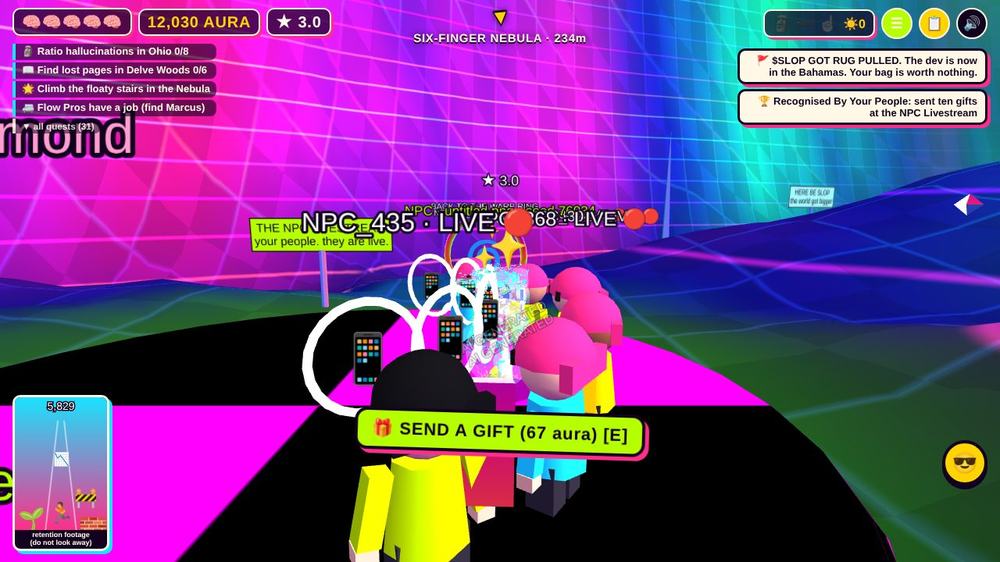 12,030 AURA
★ 3.0
SIX-FINGER NEBULA · 234m
0
Ratio hallucinations in Ohio 0/8
Find lost pages in Delve Woods 0/6
Climb the floaty stairs in the Nebula
Flow Pros have a job (find Marcus)
▾ all quests (31)
$SLOP GOT RUG PULLED. The dev is now
in the Bahamas. Your bag is worth nothing.
Recognised By Your People: sent ten gifts
at the NPC Livestream
mond
★ 3.0
HERE BE SLOP
the world got bigger
NPC_435 · LIVE
LIVE
THE NP
your people. they are live.
SEND A GIFT (67 aura) [E]
5,829
retention footage
(do not look away)
e